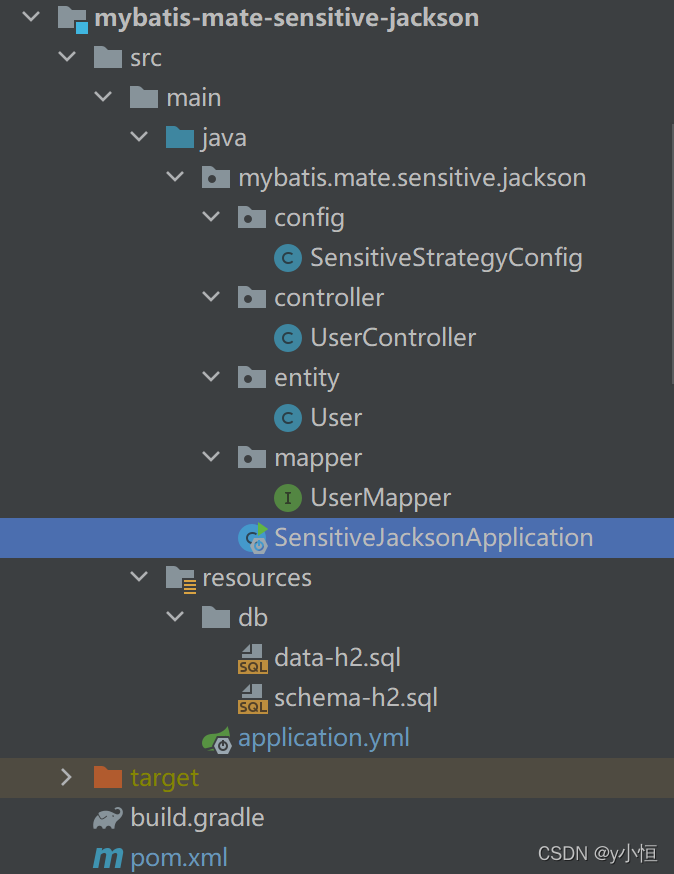 mybatis-mate-sensitive-jackson
src
main
java
mybatis.mate.sensitive.jackson
config
C SensitiveStrategyConfig
controller
C UserController
entity
C User
mapper
I UserMapper
C SensitiveJacksonApplication
resources
db
SQL data-h2.sql
SQL schema-h2.sql
application.yml
target
build.gradle
m pom.xml
CSDN @y小恒